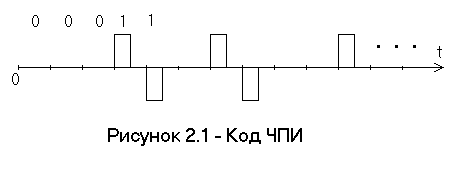 0 0 0 1 1
. . . t
0
Рисунок 2.1 - Код ЧПИ